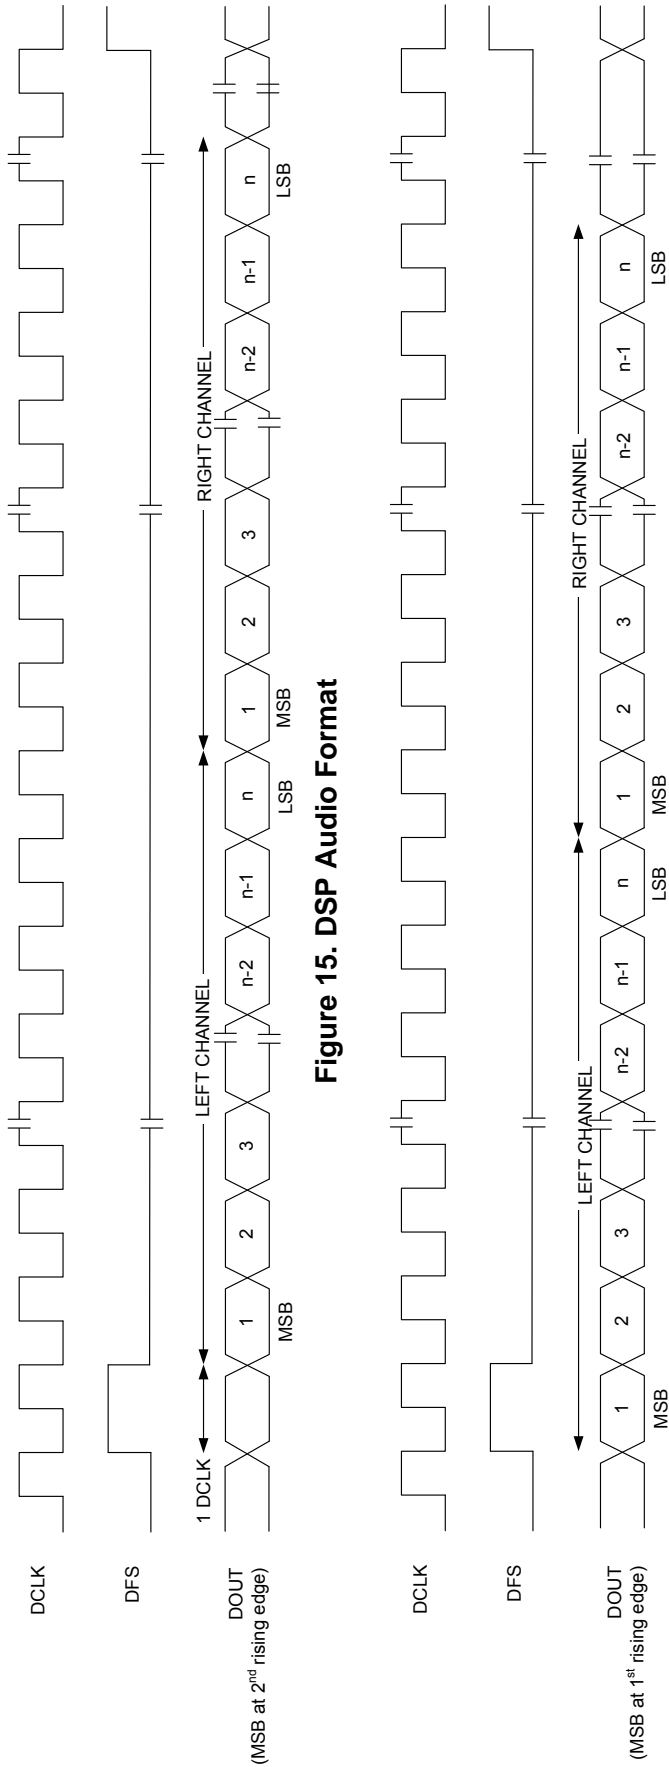 DCLK
DFS
1 DCLK
LEFT CHANNEL
RIGHT CHANNEL
DOUT
(MSB at 2nd rising edge)
1 2 3 n-2 n-1 n 1 2 3 n-2 n-1 n
MSB LSB MSB LSB
Figure 15. DSP Audio Format
DCLK
DFS
LEFT CHANNEL
RIGHT CHANNEL
DOUT
(MSB at 1st rising edge)
1 2 3 n-2 n-1 n 1 2 3 n-2 n-1 n
MSB LSB MSB LSB